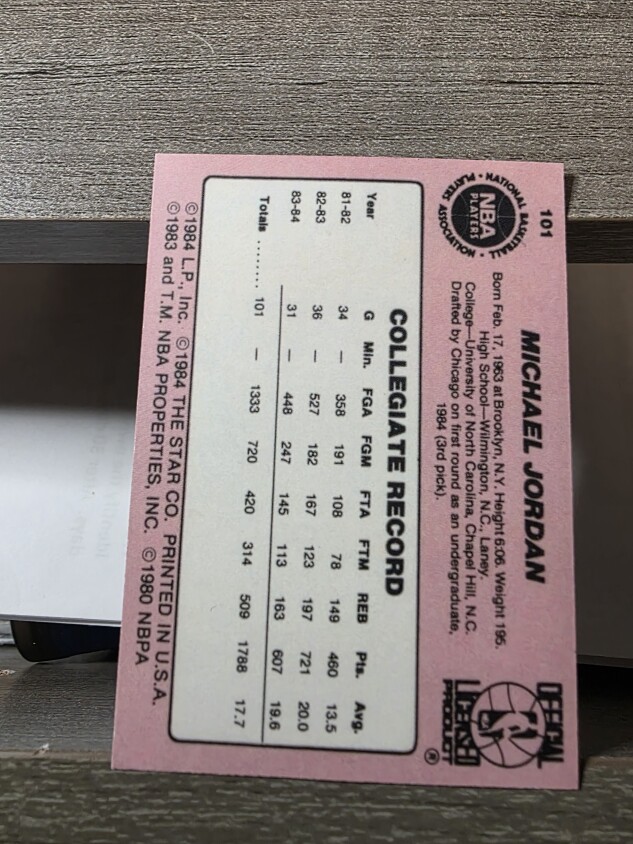 101
NATIONAL BASKETBALL
PLAYERS ASSOCIATION
NBA
PLAYERS
MICHAEL JORDAN
Born Feb. 17, 1963 at Brooklyn, N.Y. Height 6:06. Weight 195.
High School—Wilmington, N.C., Laney.
College—University of North Carolina, Chapel Hill, N.C.
Drafted by Chicago on first round as an undergraduate,
1984 (3rd pick).
OFFICIAL
LICENSED
PRODUCT
®
COLLEGIATE RECORD
Year G Min. FGA FGM FTA FTM REB Pts. Avg.
81-82 34 — 358 191 108 78 149 460 13.5
82-83 36 — 527 182 167 123 197 721 20.0
83-84 31 — 448 247 145 113 163 607 19.6
Totals ........ 101 — 1333 720 420 314 509 1788 17.7
©1984 L.P., Inc. ©1984 THE STAR CO. PRINTED IN U.S.A.
©1983 and T.M. NBA PROPERTIES, INC. ©1980 NBPA